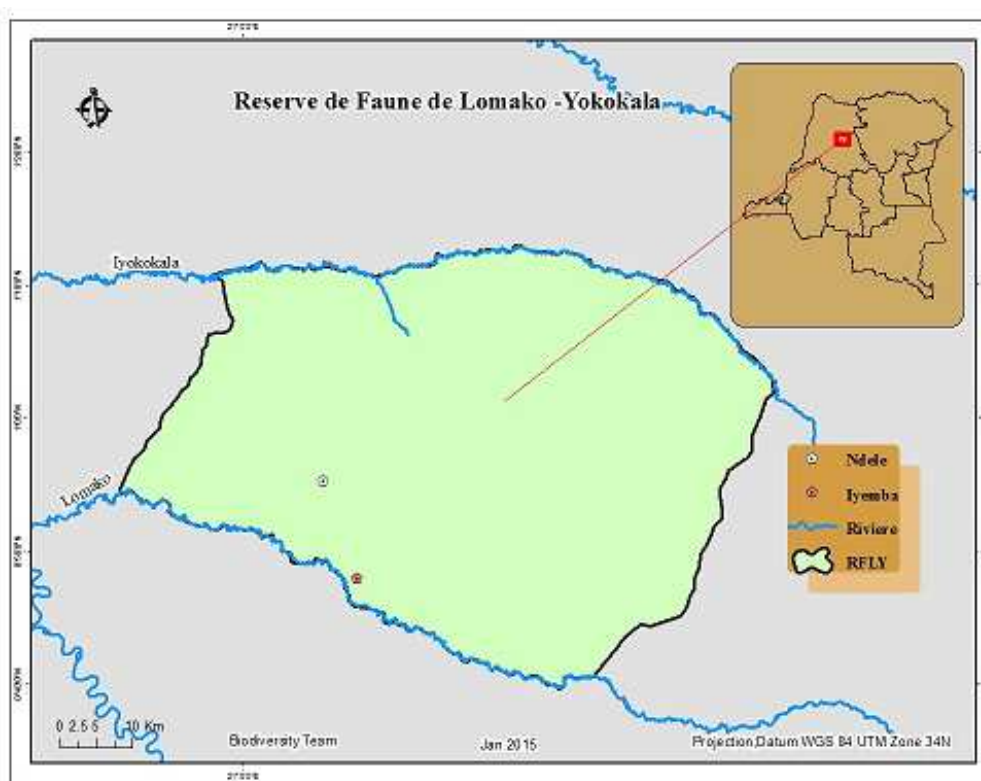 Reserve de Faune de Lomako -Yokokala
Iyokokala
Lomako
Ndele
Iyemba
Riviere
RFLY
0 2.5 5 10 Km
Biodiversity Team
Jan 2015
Projection,Datum WGS 84 UTM Zone 34N